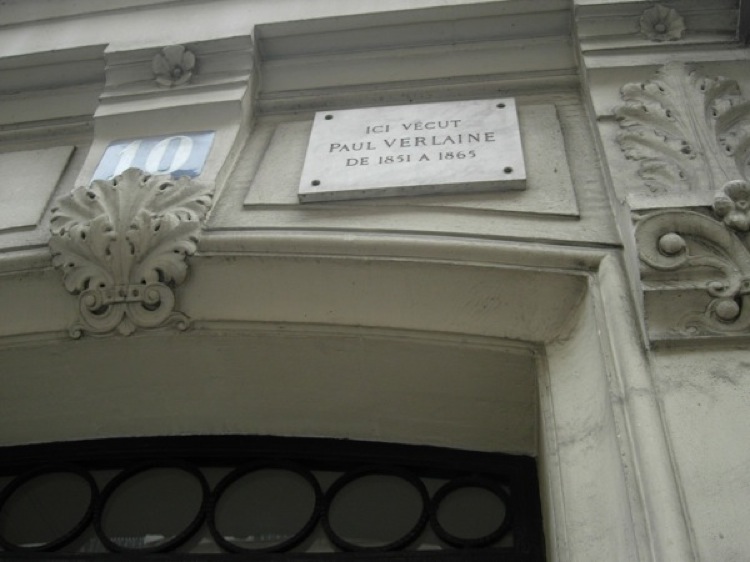 10
ICI VÉCUT
PAUL VERLAINE
DE 1851 A 1865